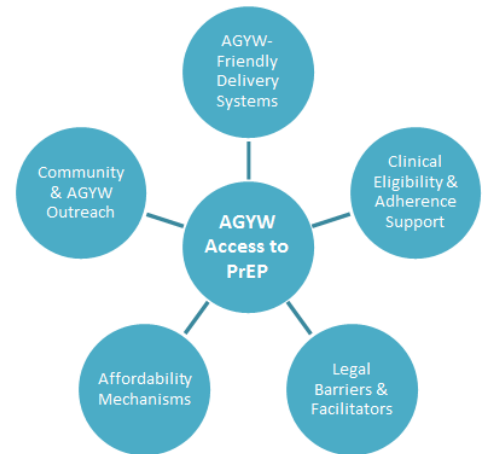 AGYW-
Friendly
Delivery
Systems
Community
& AGYW
Outreach
Clinical
Eligibility &
Adherence
Support
AGYW
Access to
PrEP
Affordability
Mechanisms
Legal
Barriers &
Facilitators